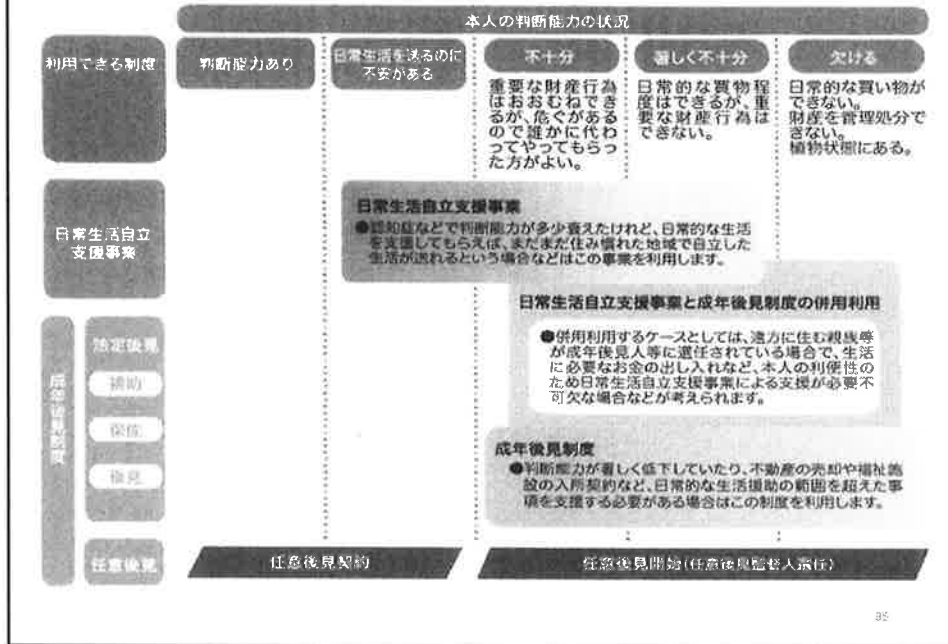 本人の判断能力の状況
利用できる制度
判断能力あり
日常生活を送るのに
不安がある
不十分
著しく不十分
欠ける
重要な財産行為
はおおむねでき
るが、危ぐがある
ので誰かに代わ
ってやってもらっ
た方がよい。
日常的な買物程
度はできるが、重
要な財産行為は
できない。
日常的な買い物が
できない。
財産を管理処分で
きない。
植物状態にある。
日常生活自立
支援事業
日常生活自立支援事業
●認知症などで判断能力が多少衰えたけれど、日常的な生活
を支援してもらえば、まだまだ住み慣れた地域で自立した
生活が送れるという場合などはこの事業を利用します。
日常生活自立支援事業と成年後見制度の併用利用
●併用利用するケースとしては、遠方に住む親族等
が成年後見人等に選任されている場合で、生活
に必要なお金の出し入れなど、本人の利便性の
ため日常生活自立支援事業による支援が必要不
可欠な場合などが考えられます。
成年後見制度
法定後見
補助
保佐
後見
成年後見制度
●判断能力が著しく低下していたり、不動産の売却や福祉施
設の入所契約など、日常的な生活援助の範囲を超えた事
項を支援する必要がある場合はこの制度を利用します。
任意後見
任意後見契約
任意後見開始(任意後見監督人選任)